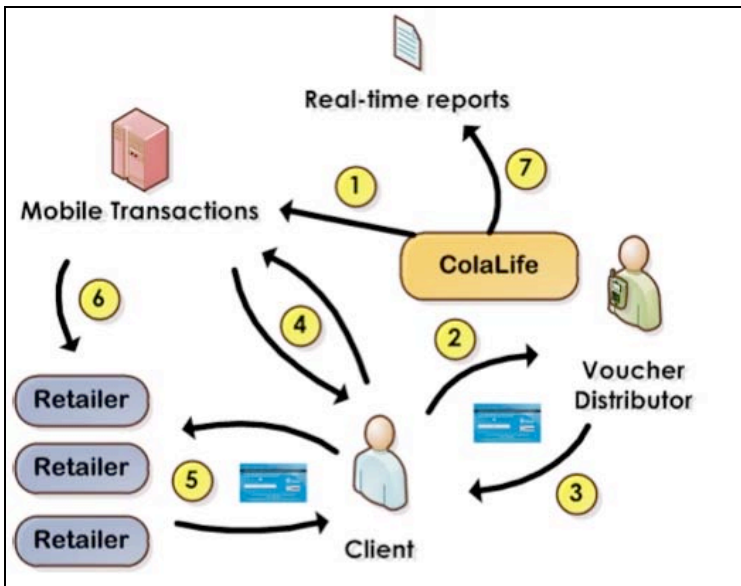 Real-time reports
7
1
Mobile Transactions
ColaLife
6
4
2
Voucher
Distributor
Retailer
Retailer
5
3
Retailer
Client